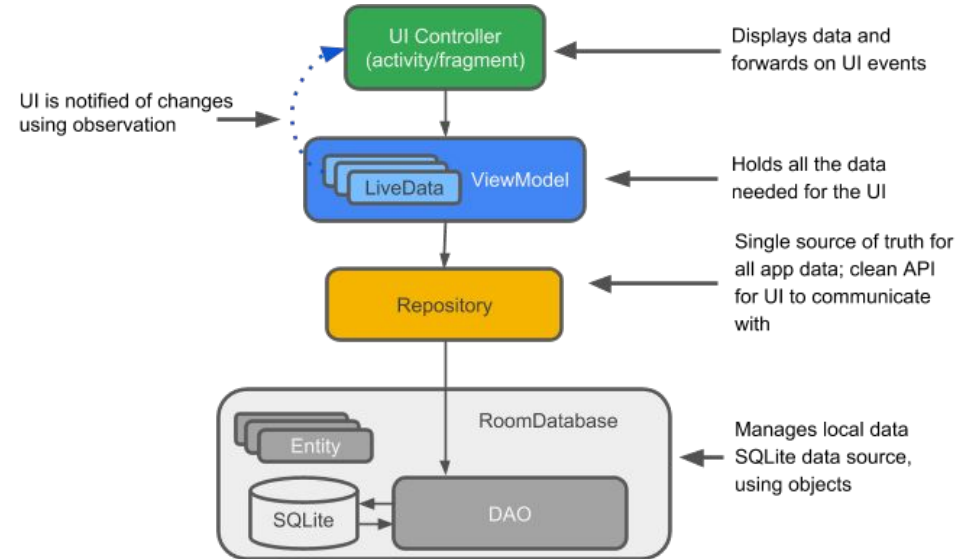 UI Controller
(activity/fragment)
Displays data and
forwards on UI events
UI is notified of changes
using observation
LiveData
ViewModel
Holds all the data
needed for the UI
Single source of truth for
all app data; clean API
for UI to communicate
with
Repository
RoomDatabase
Entity
Manages local data
SQLite data source,
using objects
SQLite
DAO